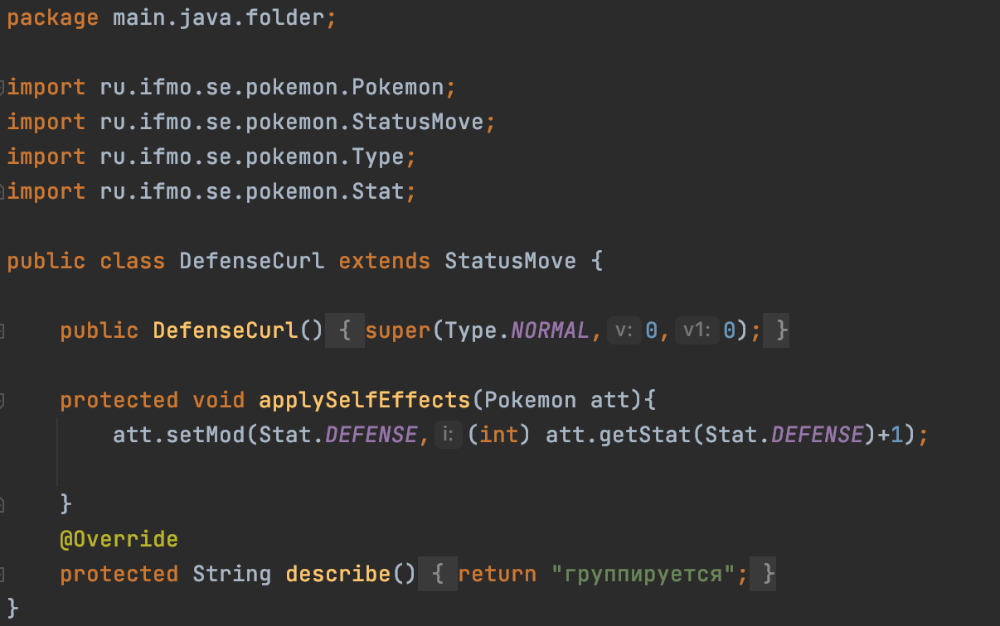 package main.java.folder;
import ru.ifmo.se.pokemon.Pokemon;
import ru.ifmo.se.pokemon.StatusMove;
import ru.ifmo.se.pokemon.Type;
import ru.ifmo.se.pokemon.Stat;
public class DefenseCurl extends StatusMove {
public DefenseCurl() { super(Type.NORMAL, v: 0, v1: 0); }
protected void applySelfEffects(Pokemon att){
att.setMod(Stat.DEFENSE, i: (int) att.getStat(Stat.DEFENSE)+1);
}
@Override
protected String describe() { return "группируется"; }
}